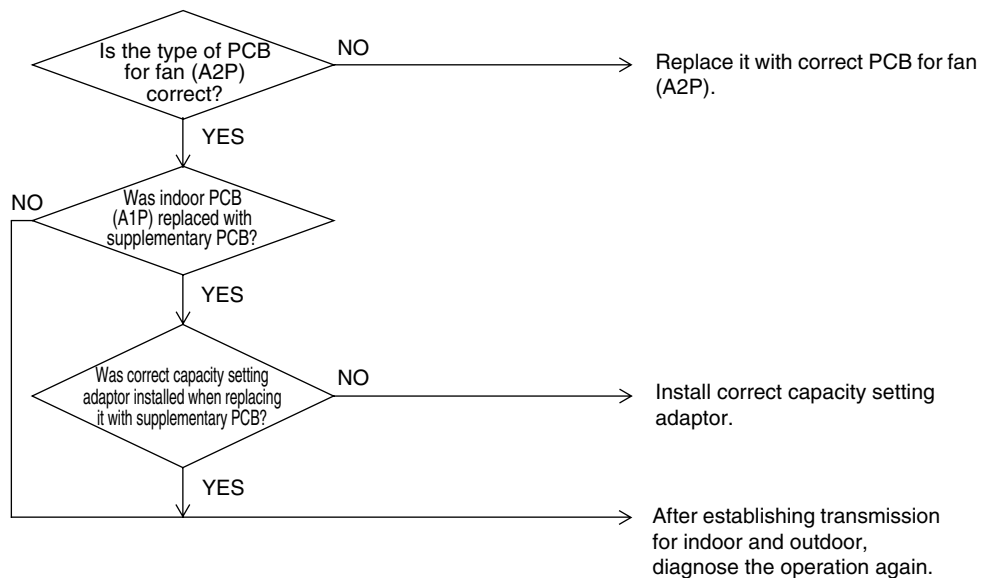 Is the type of PCB
for fan (A2P)
correct?
NO
Replace it with correct PCB for fan
(A2P).
YES
NO
Was indoor PCB
(A1P) replaced with
supplementary PCB?
YES
Was correct capacity setting
adaptor installed when replacing
it with supplementary PCB?
NO
Install correct capacity setting
adaptor.
YES
After establishing transmission
for indoor and outdoor,
diagnose the operation again.